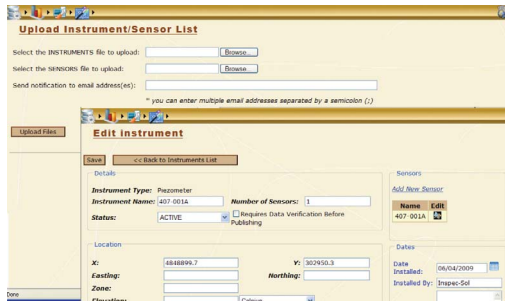 Upload Instrument/Sensor List
Select the INSTRUMENTS file to upload: Browse...
Select the SENSORS file to upload: Browse...
Send notification to email address(es):
* you can enter multiple email addresses separated by a semicolon (;)
Upload Files
Edit instrument
Save << Back to Instruments List
Details
Instrument Type: Piezometer
Instrument Name: 407-001A Number of Sensors: 1
Status: ACTIVE Requires Data Verification Before Publishing
Sensors
Add New Sensor
Name Edit
407-001A
Location
X: 4848899.7 Y: 302950.3
Easting: Northing:
Zone:
Elevation: Celsius
Dates
Date Installed: 06/04/2009
Installed By: Inspec-Sol
Done